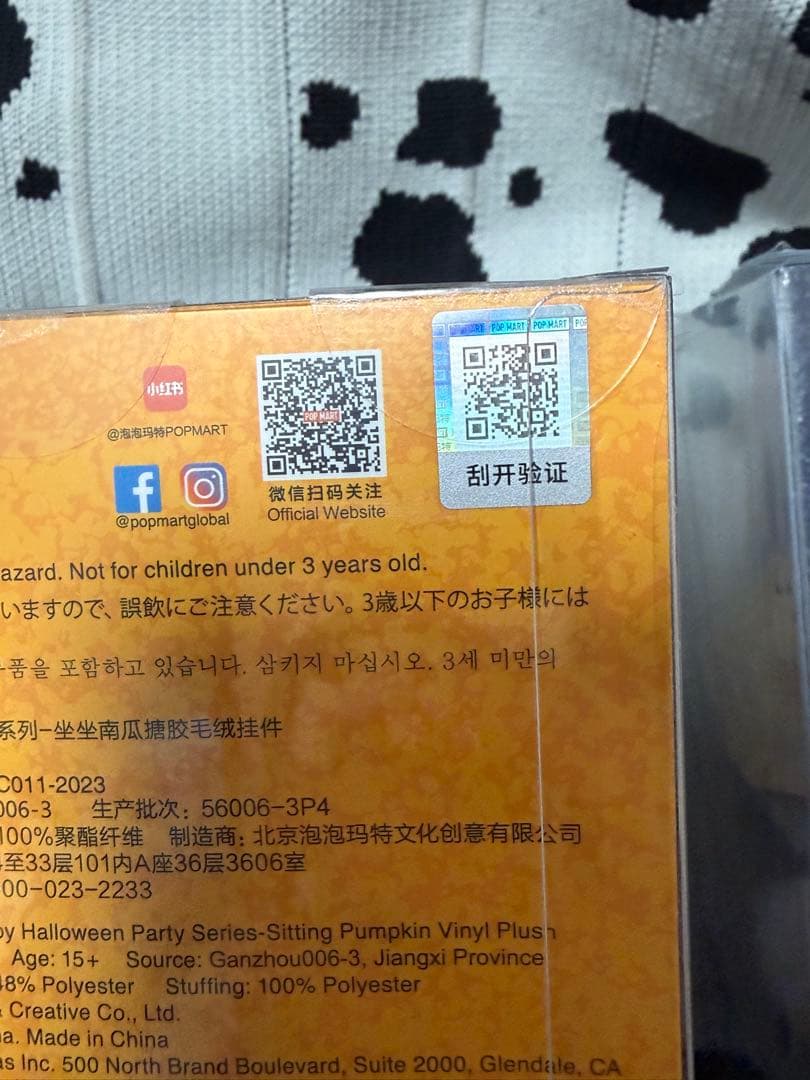 小红书
@泡泡玛特POPMART
@popmartglobal
POP MART
微信扫码关注
Official Website
POP MART POP MART
刮开验证
azard. Not for children under 3 years old.
いますので、誤飲にご注意ください。3歳以下のお子様には
품을 포함하고 있습니다. 삼키지 마십시오. 3세 미만의
系列-坐坐南瓜搪胶毛绒挂件
C011-2023
006-3 生产批次: 56006-3P4
100%聚酯纤维 制造商: 北京泡泡玛特文化创意有限公司
至33层101内A座36层3606室
00-023-2233
by Halloween Party Series-Sitting Pumpkin Vinyl Plush
Age: 15+ Source: Ganzhou006-3, Jiangxi Province
48% Polyester Stuffing: 100% Polyester
& Creative Co., Ltd.
a. Made in China
as Inc. 500 North Brand Boulevard, Suite 2000, Glendale, CA